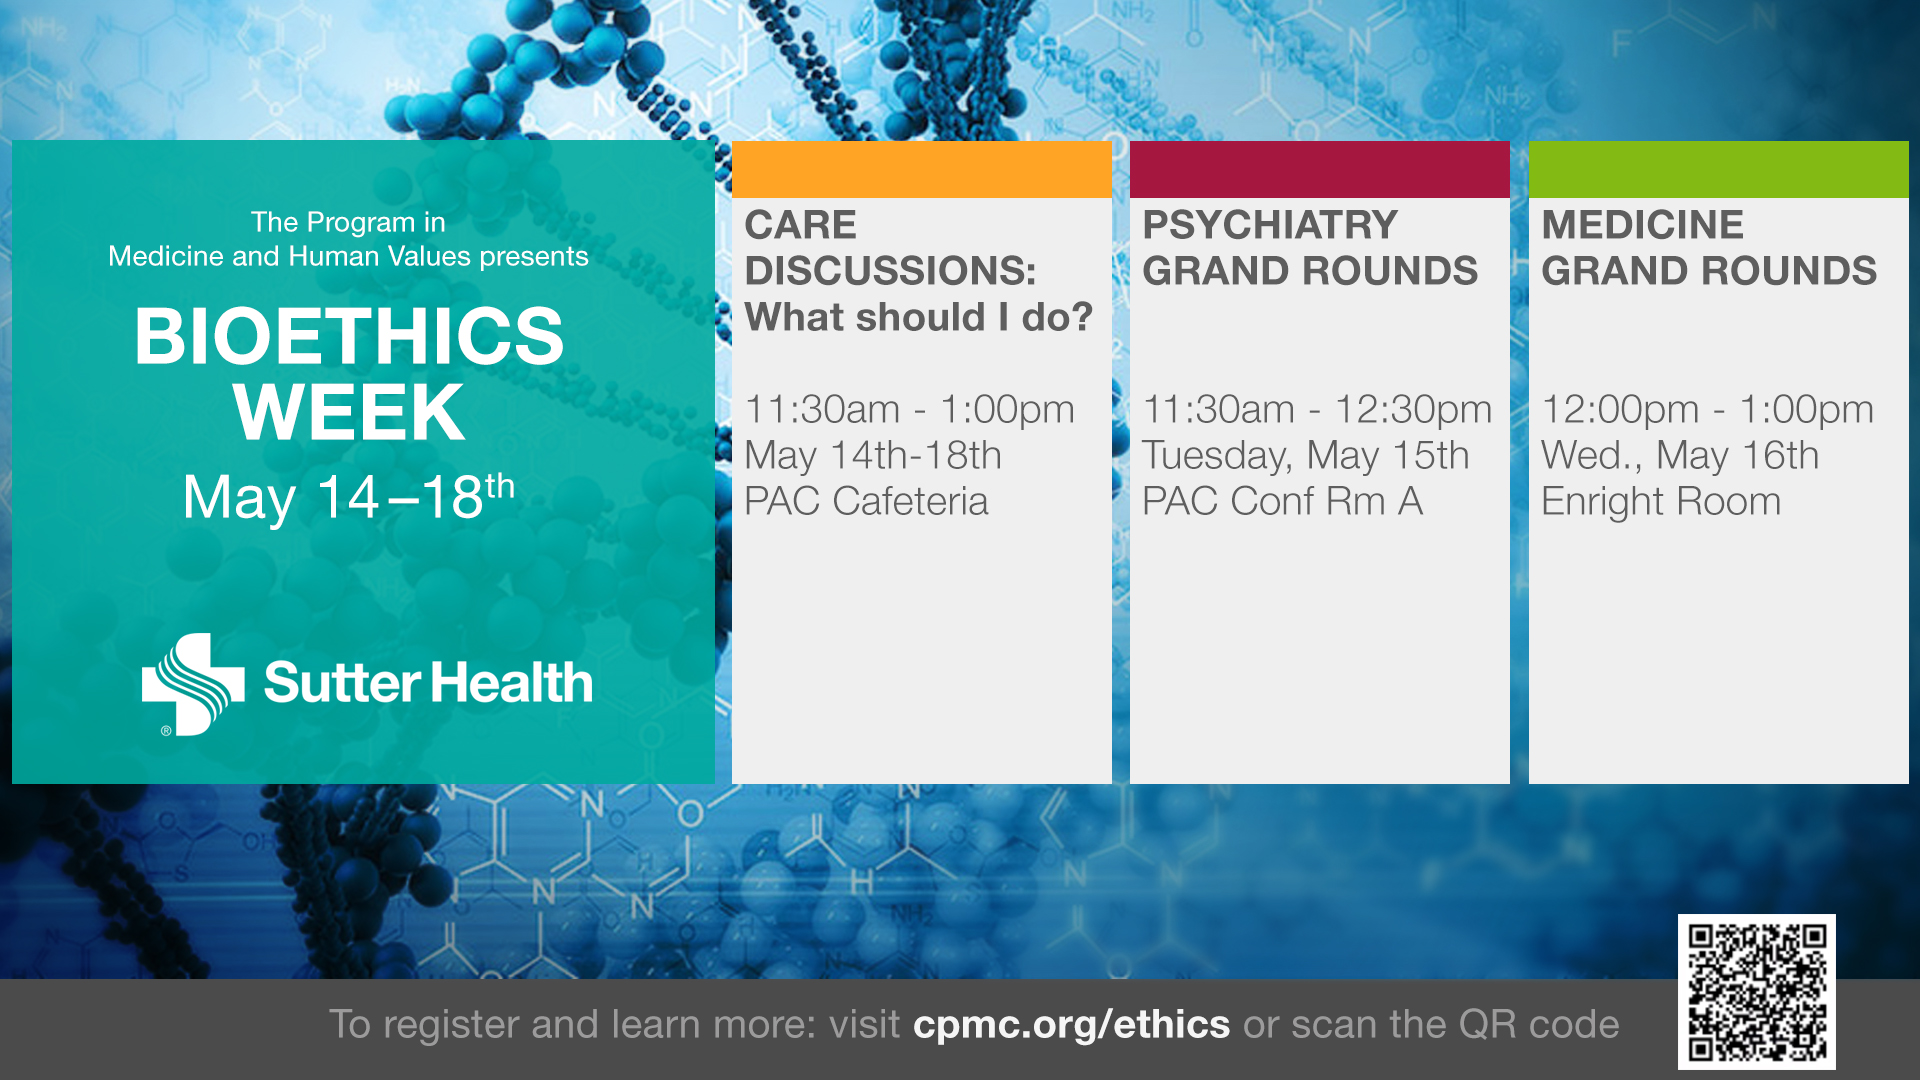 The Program in
Medicine and Human Values presents
BIOETHICS
WEEK
May 14–18th
Sutter Health
®
CARE
DISCUSSIONS:
What should I do?
11:30am - 1:00pm
May 14th-18th
PAC Cafeteria
PSYCHIATRY
GRAND ROUNDS
11:30am - 12:30pm
Tuesday, May 15th
PAC Conf Rm A
MEDICINE
GRAND ROUNDS
12:00pm - 1:00pm
Wed., May 16th
Enright Room
To register and learn more: visit cpmc.org/ethics or scan the QR code